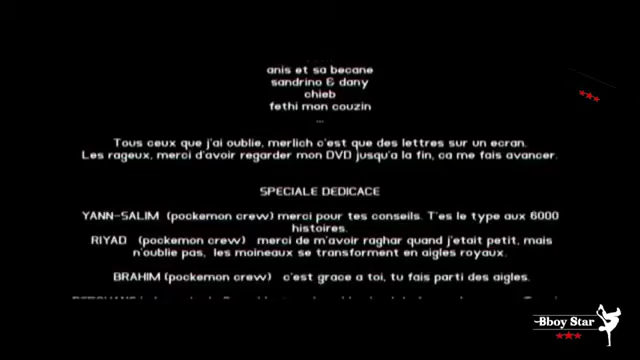 anis et sa becane
sandrino & dany
chieb
fethi mon couzin
...
Tous ceux que j'ai oublie, merlich c'est que des lettres sur un ecran.
Les rageux, merci d'avoir regarder mon DVD jusqu'a la fin, ca me fais avancer.
SPECIALE DEDICACE
YANN-SALIM (pockemon crew) merci pour tes conseils. T'es le type aux 6000
histoires.
RIYAD (pockemon crew) merci de m'avoir raghar quand j'etait petit, mais
n'oublie pas, les moineaux se transforment en aigles royaux.
BRAHIM (pockemon crew) c'est grace a toi, tu fais parti des aigles.
Bboy Star